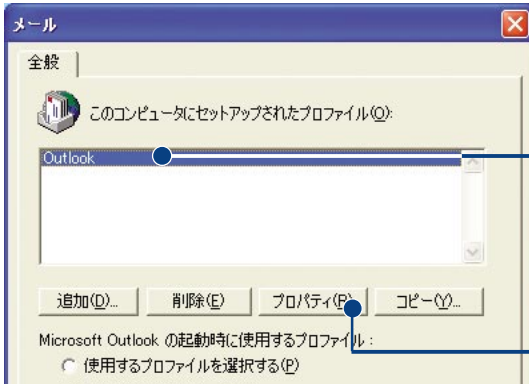 メール
全般
このコンピュータにセットアップされたプロファイル(O):
Outlook
追加(D)... 削除(E) プロパティ(R) コピー(Y)...
Microsoft Outlook の起動時に使用するプロファイル :
使用するプロファイルを選択する(P)